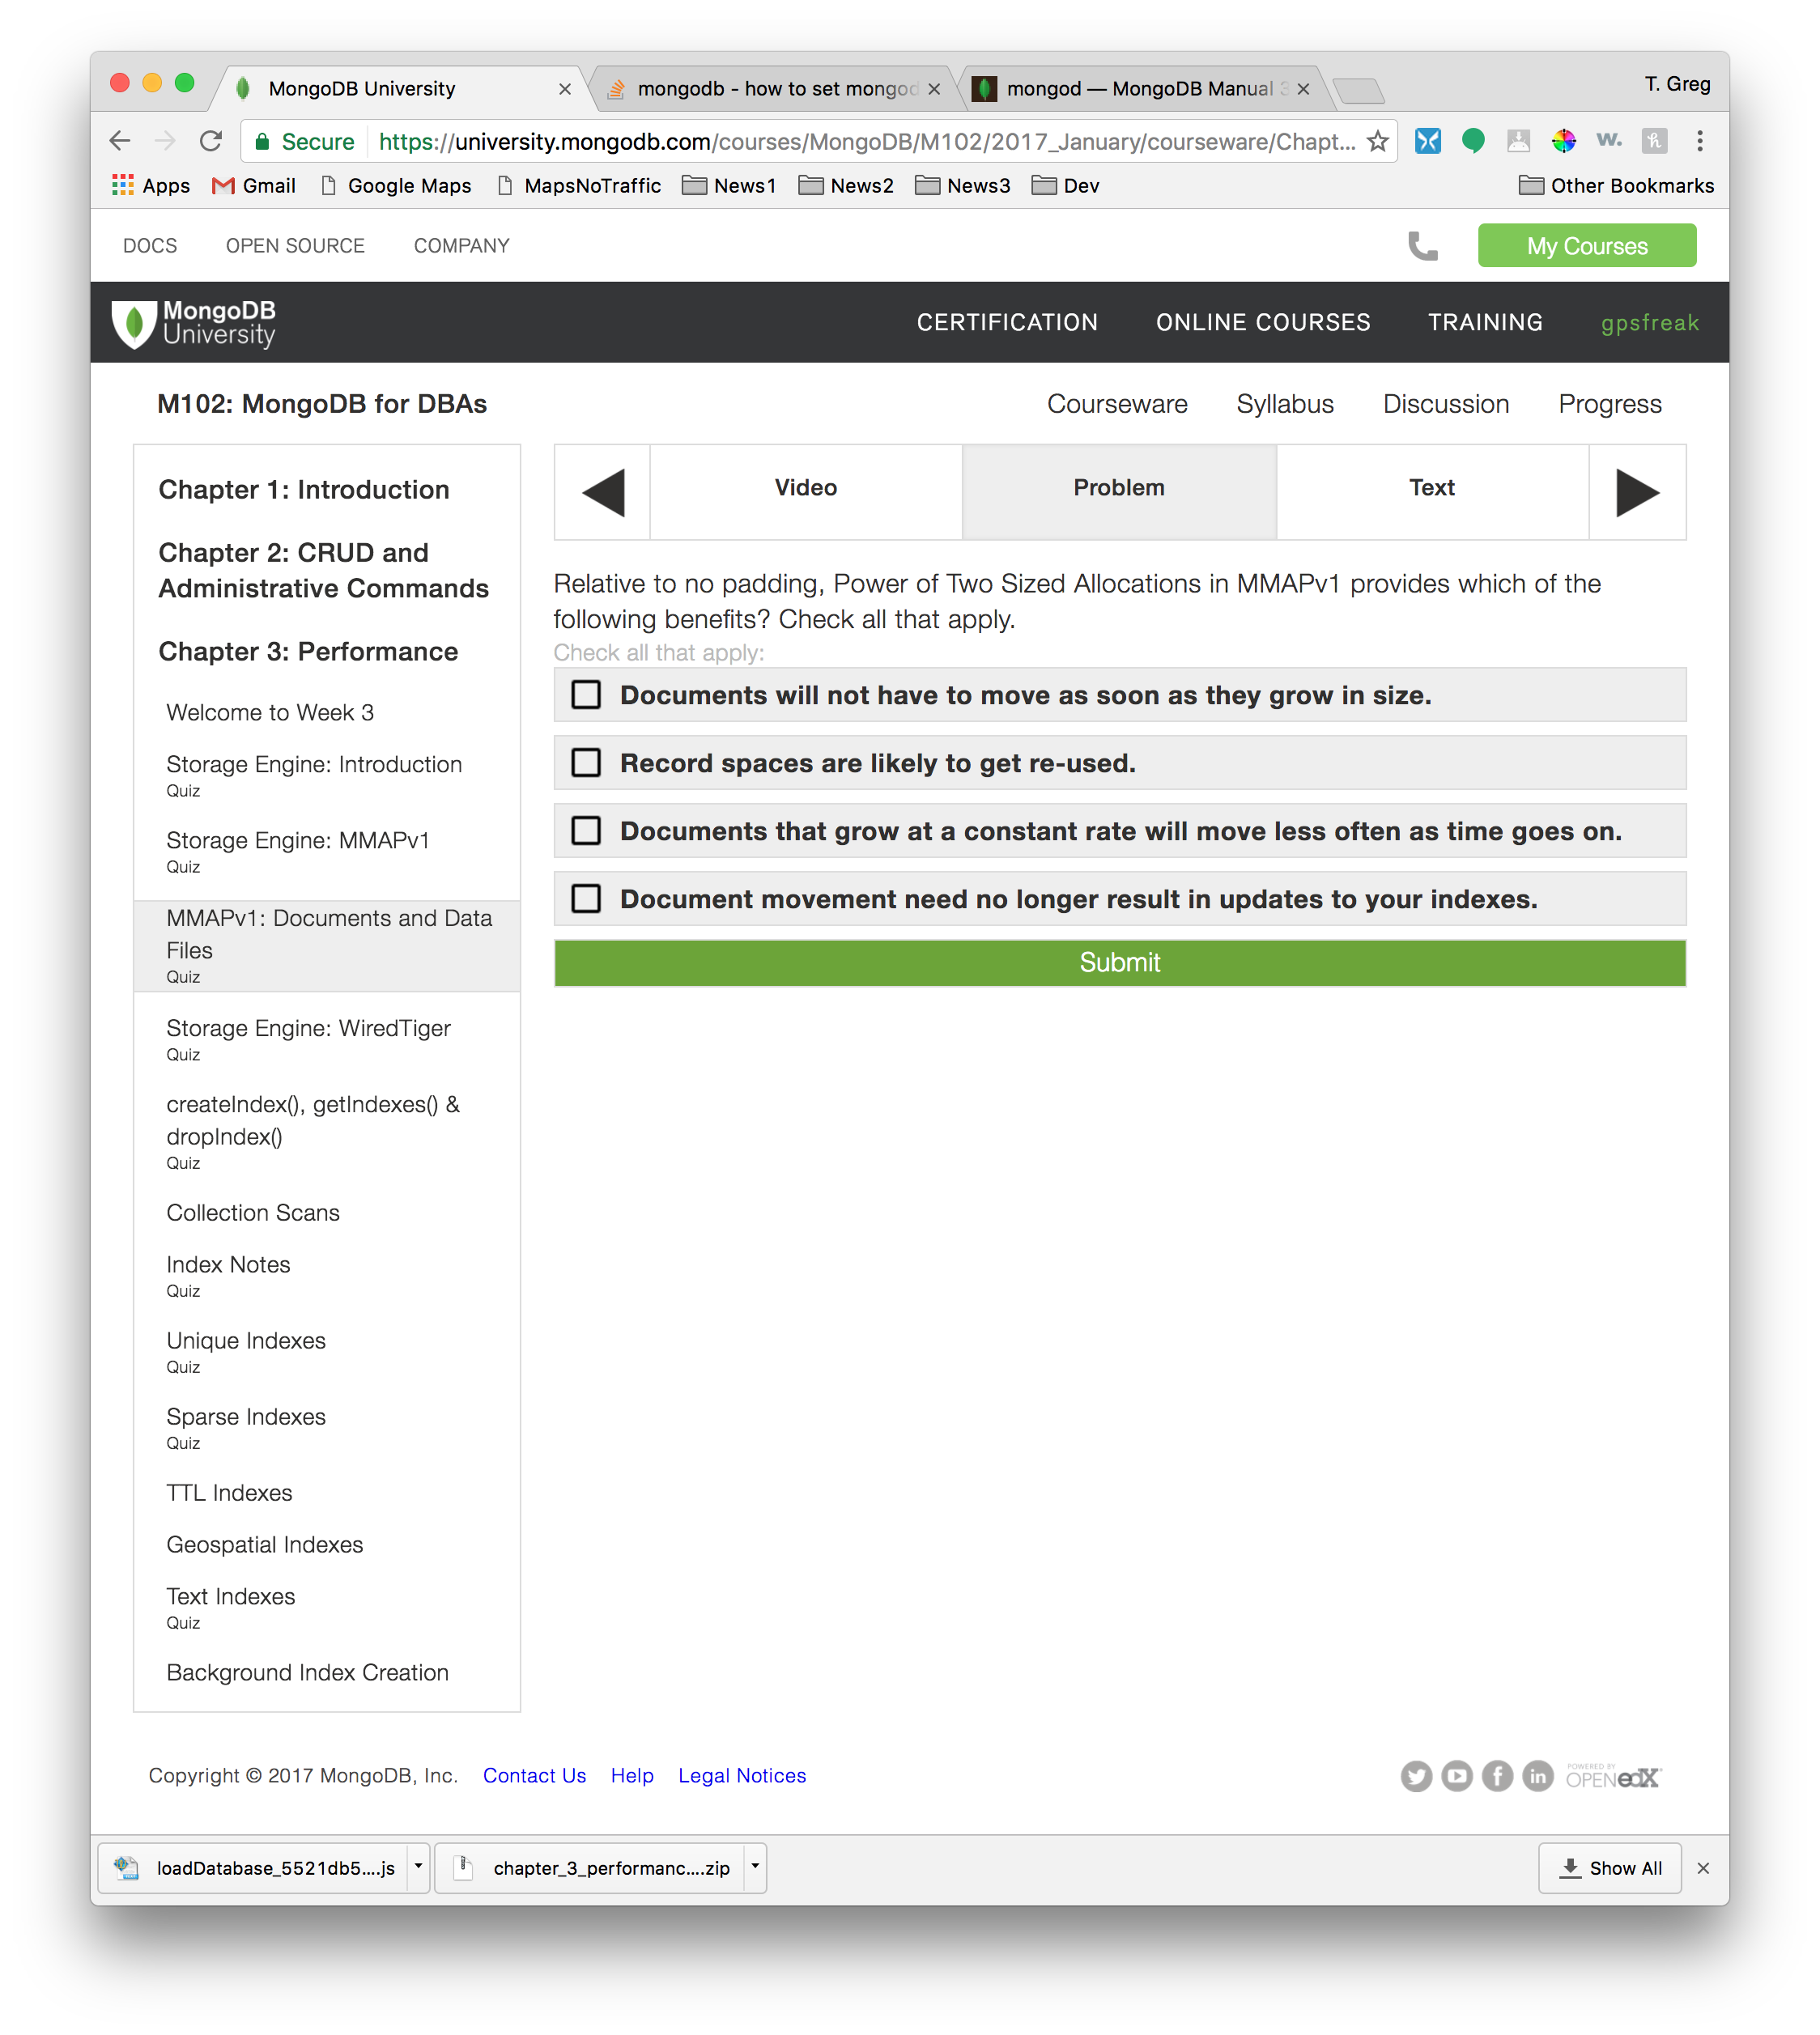 MongoDB University
mongodb - how to set mongod
mongod — MongoDB Manual 3
T. Greg
Secure https://university.mongodb.com/courses/MongoDB/M102/2017_January/courseware/Chapt...
w.
Apps Gmail Google Maps MapsNoTraffic News1 News2 News3 Dev Other Bookmarks
DOCS OPEN SOURCE COMPANY My Courses
MongoDB
University
CERTIFICATION ONLINE COURSES TRAINING gpsfreak
M102: MongoDB for DBAs
Courseware Syllabus Discussion Progress
Chapter 1: Introduction
Chapter 2: CRUD and
Administrative Commands
Chapter 3: Performance
Welcome to Week 3
Storage Engine: Introduction
Quiz
Storage Engine: MMAPv1
Quiz
MMAPv1: Documents and Data
Files
Quiz
Storage Engine: WiredTiger
Quiz
createIndex(), getIndexes() &
dropIndex()
Quiz
Collection Scans
Index Notes
Quiz
Unique Indexes
Quiz
Sparse Indexes
Quiz
TTL Indexes
Geospatial Indexes
Text Indexes
Quiz
Background Index Creation
Video Problem Text
Relative to no padding, Power of Two Sized Allocations in MMAPv1 provides which of the
following benefits? Check all that apply.
Check all that apply:
Documents will not have to move as soon as they grow in size.
Record spaces are likely to get re-used.
Documents that grow at a constant rate will move less often as time goes on.
Document movement need no longer result in updates to your indexes.
Submit
Copyright © 2017 MongoDB, Inc. Contact Us Help Legal Notices
POWERED BY
OPEN edX
loadDatabase_5521db5....js
chapter_3_performanc....zip
Show All